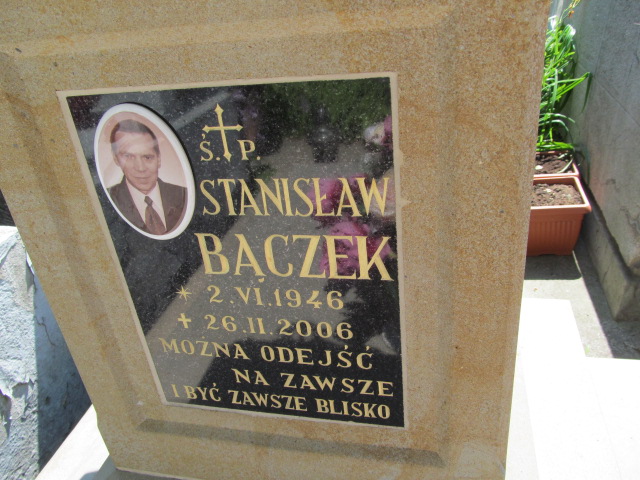 Ś. P.
STANISŁAW
BĄCZEK
* 2.VI.1946
+ 26.II.2006
MOŻNA ODEJŚĆ
NA ZAWSZE
I BYĆ ZAWSZE BLISKO